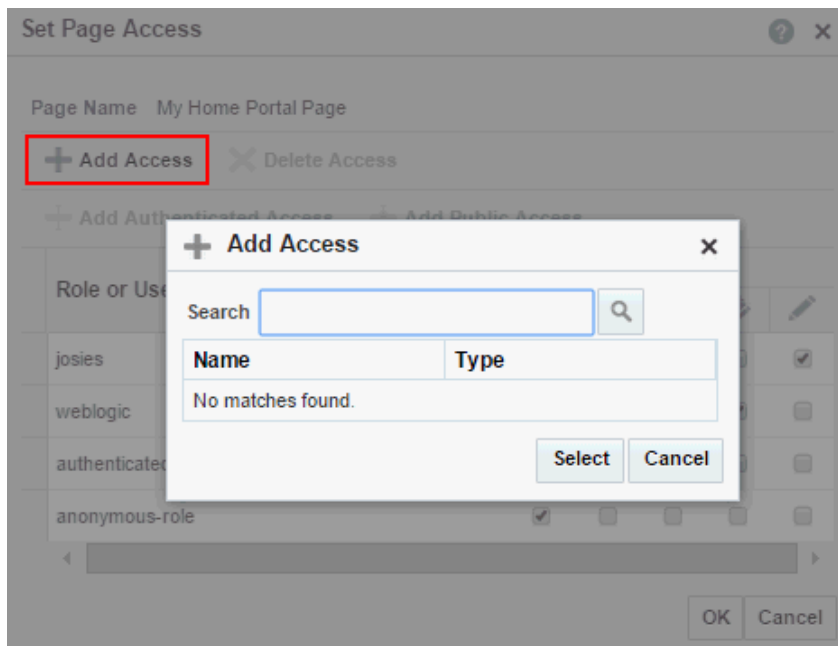 Set Page Access
Page Name My Home Portal Page
Add Access Delete Access
Add Authenticated Access Add Public Access
Add Access
Role or Use
Search
Name Type
No matches found.
josies
weblogic
authenticated
anonymous-role
Select Cancel
OK Cancel